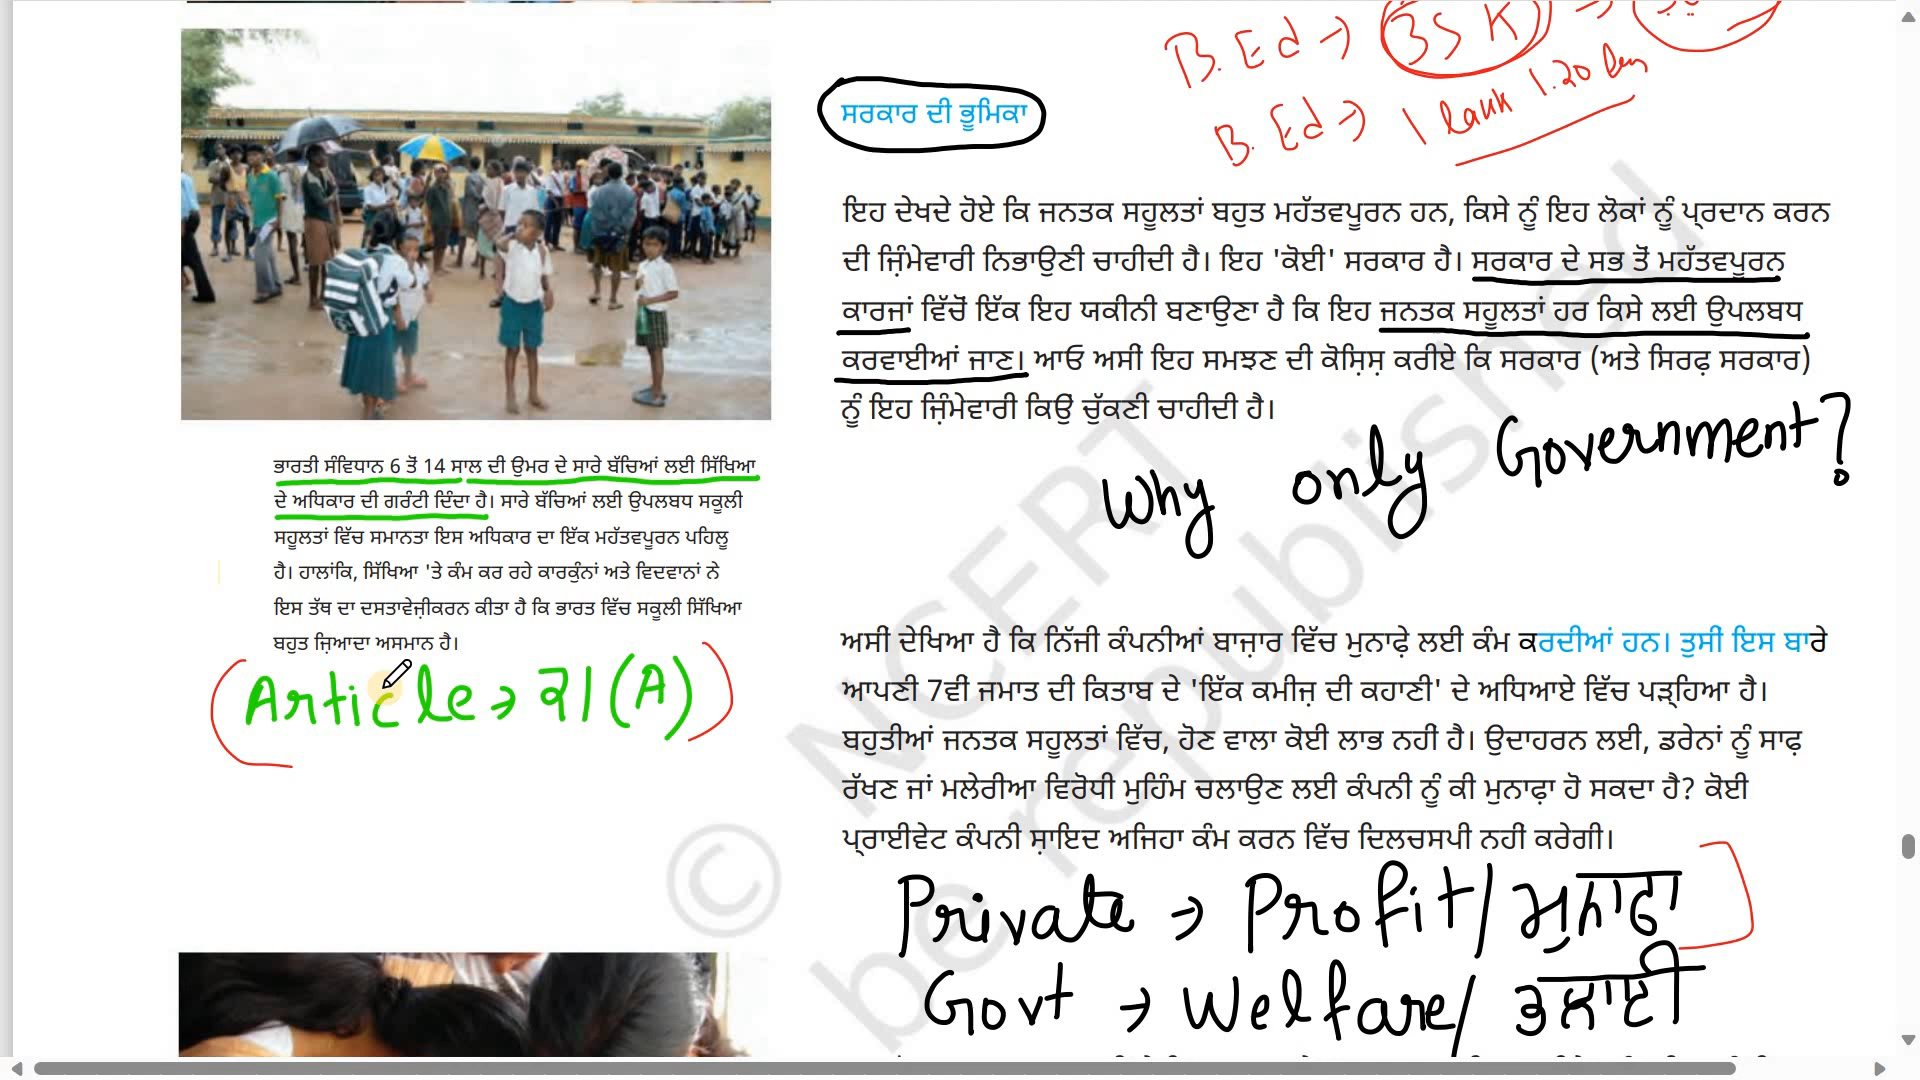 B.Ed → 35 K →
B.Ed → 1 lakh 1.20 len
ਸਰਕਾਰ ਦੀ ਭੂਮਿਕਾ
ਇਹ ਦੇਖਦੇ ਹੋਏ ਕਿ ਜਨਤਕ ਸਹੂਲਤਾਂ ਬਹੁਤ ਮਹੱਤਵਪੂਰਨ ਹਨ, ਕਿਸੇ ਨੂੰ ਇਹ ਲੋਕਾਂ ਨੂੰ ਪ੍ਰਦਾਨ ਕਰਨ
ਦੀ ਜ਼ਿੰਮੇਵਾਰੀ ਨਿਭਾਉਣੀ ਚਾਹੀਦੀ ਹੈ। ਇਹ 'ਕੋਈ' ਸਰਕਾਰ ਹੈ। ਸਰਕਾਰ ਦੇ ਸਭ ਤੋਂ ਮਹੱਤਵਪੂਰਨ
ਕਾਰਜਾਂ ਵਿੱਚੋਂ ਇੱਕ ਇਹ ਯਕੀਨੀ ਬਣਾਉਣਾ ਹੈ ਕਿ ਇਹ ਜਨਤਕ ਸਹੂਲਤਾਂ ਹਰ ਕਿਸੇ ਲਈ ਉਪਲਬਧ
ਕਰਵਾਈਆਂ ਜਾਣ। ਆਓ ਅਸੀਂ ਇਹ ਸਮਝਣ ਦੀ ਕੋਸ਼ਿਸ਼ ਕਰੀਏ ਕਿ ਸਰਕਾਰ (ਅਤੇ ਸਿਰਫ਼ ਸਰਕਾਰ)
ਨੂੰ ਇਹ ਜ਼ਿੰਮੇਵਾਰੀ ਕਿਉਂ ਚੁੱਕਣੀ ਚਾਹੀਦੀ ਹੈ।
Why only Government?
ਭਾਰਤੀ ਸੰਵਿਧਾਨ 6 ਤੋਂ 14 ਸਾਲ ਦੀ ਉਮਰ ਦੇ ਸਾਰੇ ਬੱਚਿਆਂ ਲਈ ਸਿੱਖਿਆ
ਦੇ ਅਧਿਕਾਰ ਦੀ ਗਰੰਟੀ ਦਿੰਦਾ ਹੈ। ਸਾਰੇ ਬੱਚਿਆਂ ਲਈ ਉਪਲਬਧ ਸਕੂਲੀ
ਸਹੂਲਤਾਂ ਵਿੱਚ ਸਮਾਨਤਾ ਇਸ ਅਧਿਕਾਰ ਦਾ ਇੱਕ ਮਹੱਤਵਪੂਰਨ ਪਹਿਲੂ
ਹੈ। ਹਾਲਾਂਕਿ, ਸਿੱਖਿਆ 'ਤੇ ਕੰਮ ਕਰ ਰਹੇ ਕਾਰਕੁੰਨਾਂ ਅਤੇ ਵਿਦਵਾਨਾਂ ਨੇ
ਇਸ ਤੱਥ ਦਾ ਦਸਤਾਵੇਜ਼ੀਕਰਨ ਕੀਤਾ ਹੈ ਕਿ ਭਾਰਤ ਵਿੱਚ ਸਕੂਲੀ ਸਿੱਖਿਆ
ਬਹੁਤ ਜ਼ਿਆਦਾ ਅਸਮਾਨ ਹੈ।
Article → 21(A)
ਅਸੀਂ ਦੇਖਿਆ ਹੈ ਕਿ ਨਿੱਜੀ ਕੰਪਨੀਆਂ ਬਾਜ਼ਾਰ ਵਿੱਚ ਮੁਨਾਫ਼ੇ ਲਈ ਕੰਮ ਕਰਦੀਆਂ ਹਨ। ਤੁਸੀ ਇਸ ਬਾਰੇ
ਆਪਣੀ 7ਵੀਂ ਜਮਾਤ ਦੀ ਕਿਤਾਬ ਦੇ 'ਇੱਕ ਕਮੀਜ਼ ਦੀ ਕਹਾਣੀ' ਦੇ ਅਧਿਆਏ ਵਿੱਚ ਪੜ੍ਹਿਆ ਹੈ।
ਬਹੁਤੀਆਂ ਜਨਤਕ ਸਹੂਲਤਾਂ ਵਿੱਚ, ਹੋਣ ਵਾਲਾ ਕੋਈ ਲਾਭ ਨਹੀਂ ਹੈ। ਉਦਾਹਰਨ ਲਈ, ਡਰੇਨਾਂ ਨੂੰ ਸਾਫ਼
ਰੱਖਣ ਜਾਂ ਮਲੇਰੀਆ ਵਿਰੋਧੀ ਮੁਹਿੰਮ ਚਲਾਉਣ ਲਈ ਕੰਪਨੀ ਨੂੰ ਕੀ ਮੁਨਾਫ਼ਾ ਹੋ ਸਕਦਾ ਹੈ? ਕੋਈ
ਪ੍ਰਾਈਵੇਟ ਕੰਪਨੀ ਸ਼ਾਇਦ ਅਜਿਹਾ ਕੰਮ ਕਰਨ ਵਿੱਚ ਦਿਲਚਸਪੀ ਨਹੀਂ ਕਰੇਗੀ।
Private → Profit/ਮੁਨਾਫਾ
Govt → Welfare/ਭਲਾਈ
© NCERT
be republished